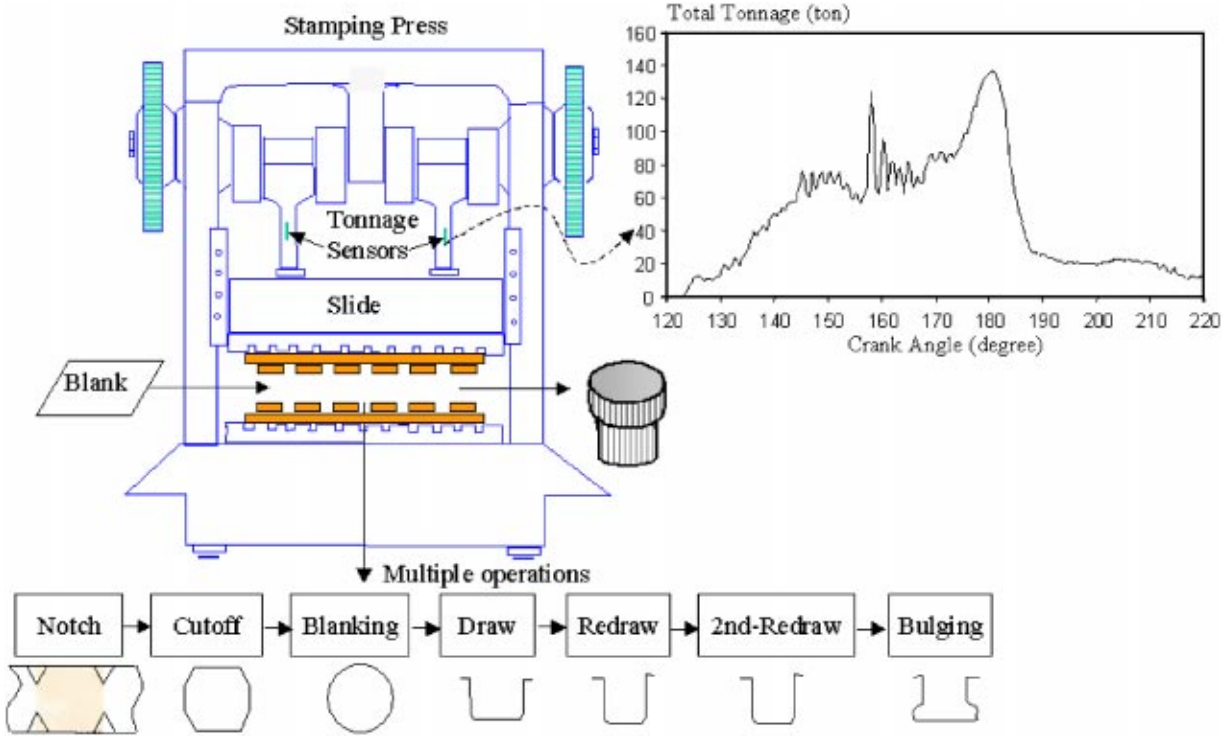 Stamping Press
Total Tonnage (ton)
160
140
120
100
80
60
40
20
0
120 130 140 150 160 170 180 190 200 210 220
Crank Angle (degree)
Tonnage
Sensors
Slide
Blank
Multiple operations
Notch
Cutoff
Blanking
Draw
Redraw
2nd-Redraw
Bulging